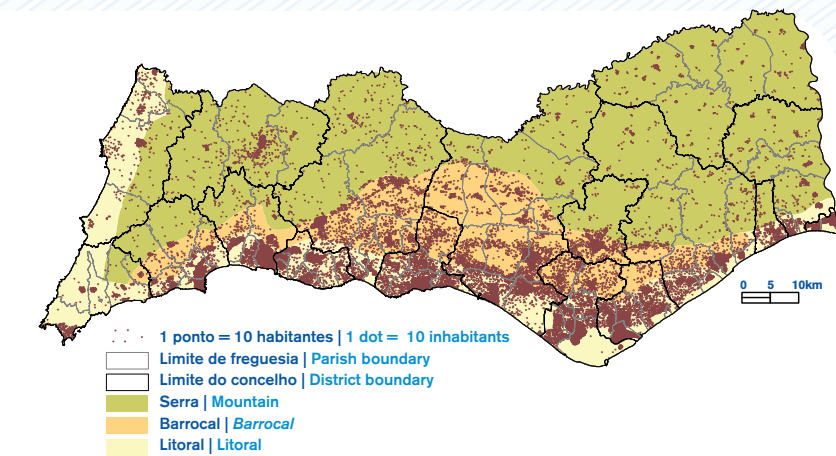 0 5 10km
1 ponto = 10 habitantes | 1 dot = 10 inhabitants
Limite de freguesia | Parish boundary
Limite do concelho | District boundary
Serra | Mountain
Barrocal | Barrocal
Litoral | Litoral